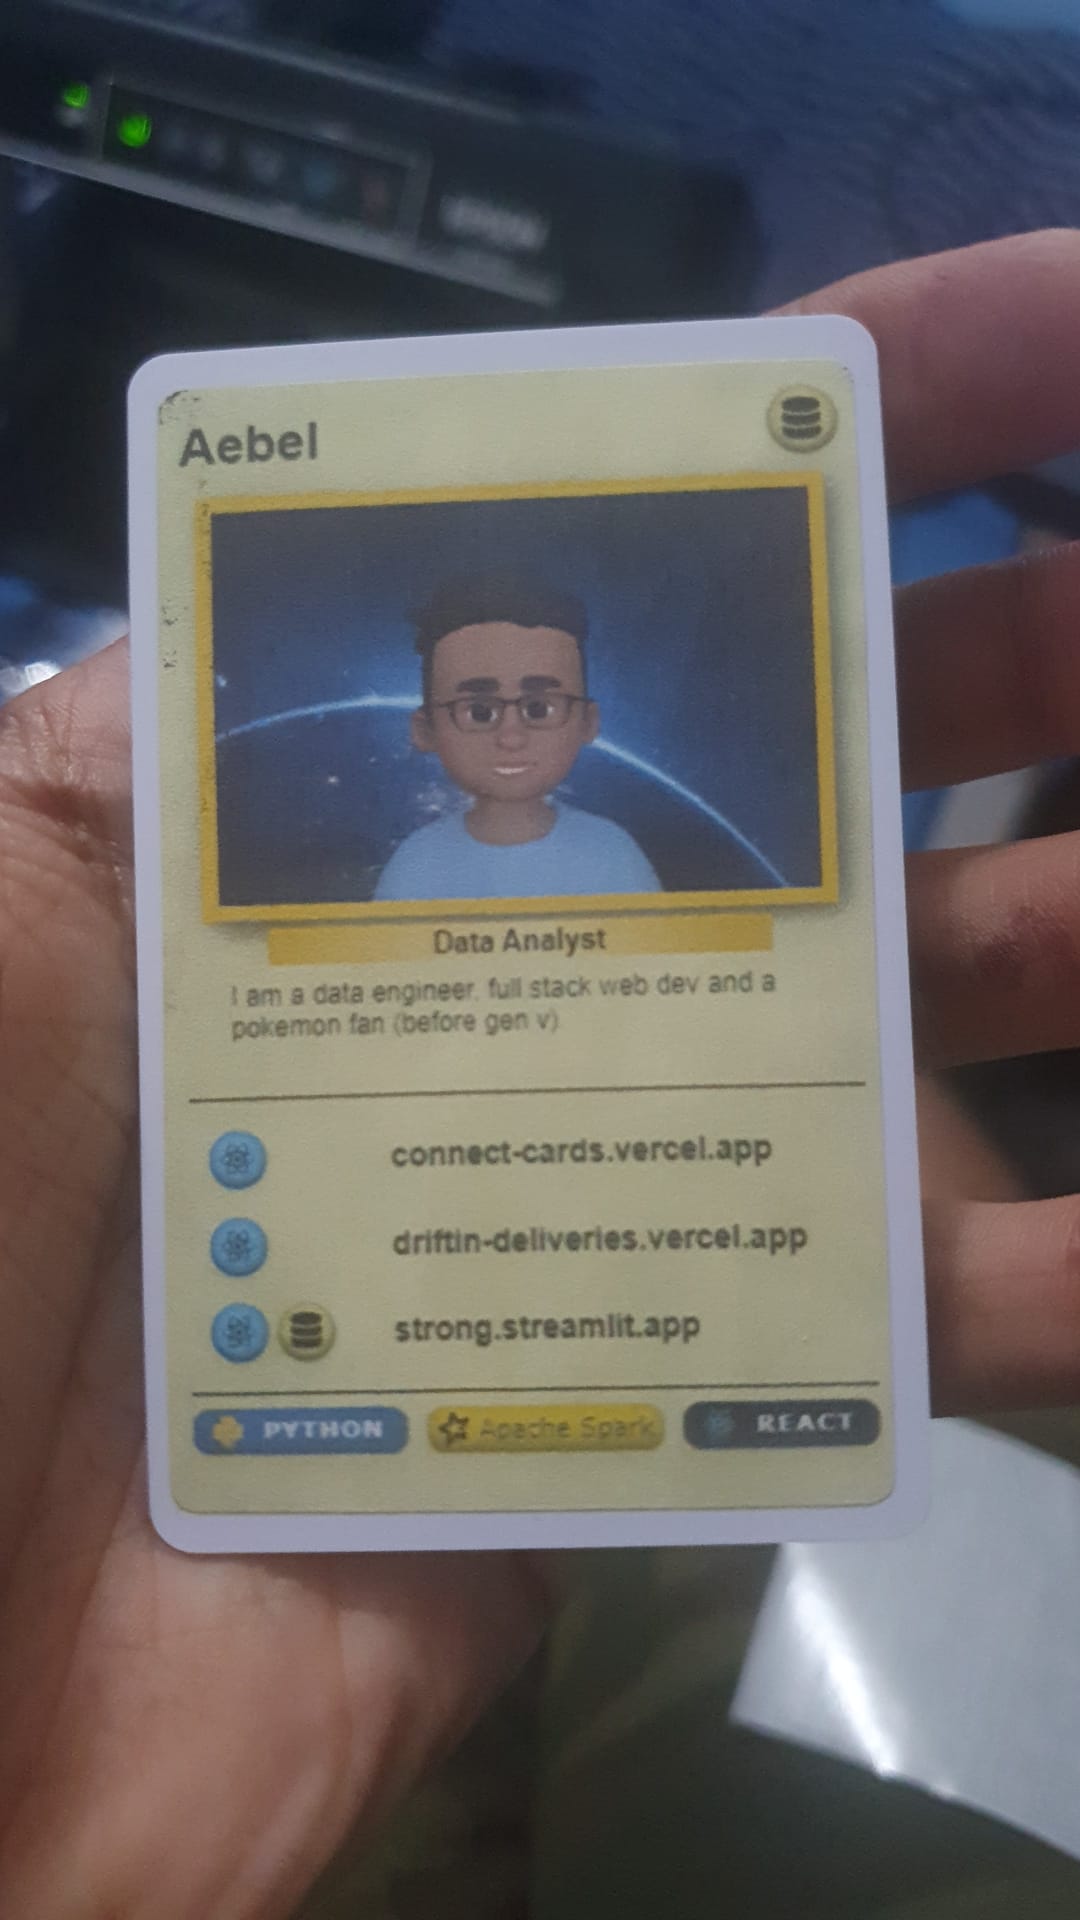 Aebel
Data Analyst
I am a data engineer, full stack web dev and a
pokemon fan (before gen v)
connect-cards.vercel.app
driftin-deliveries.vercel.app
strong.streamlit.app
PYTHON
Apache Spark
REACT